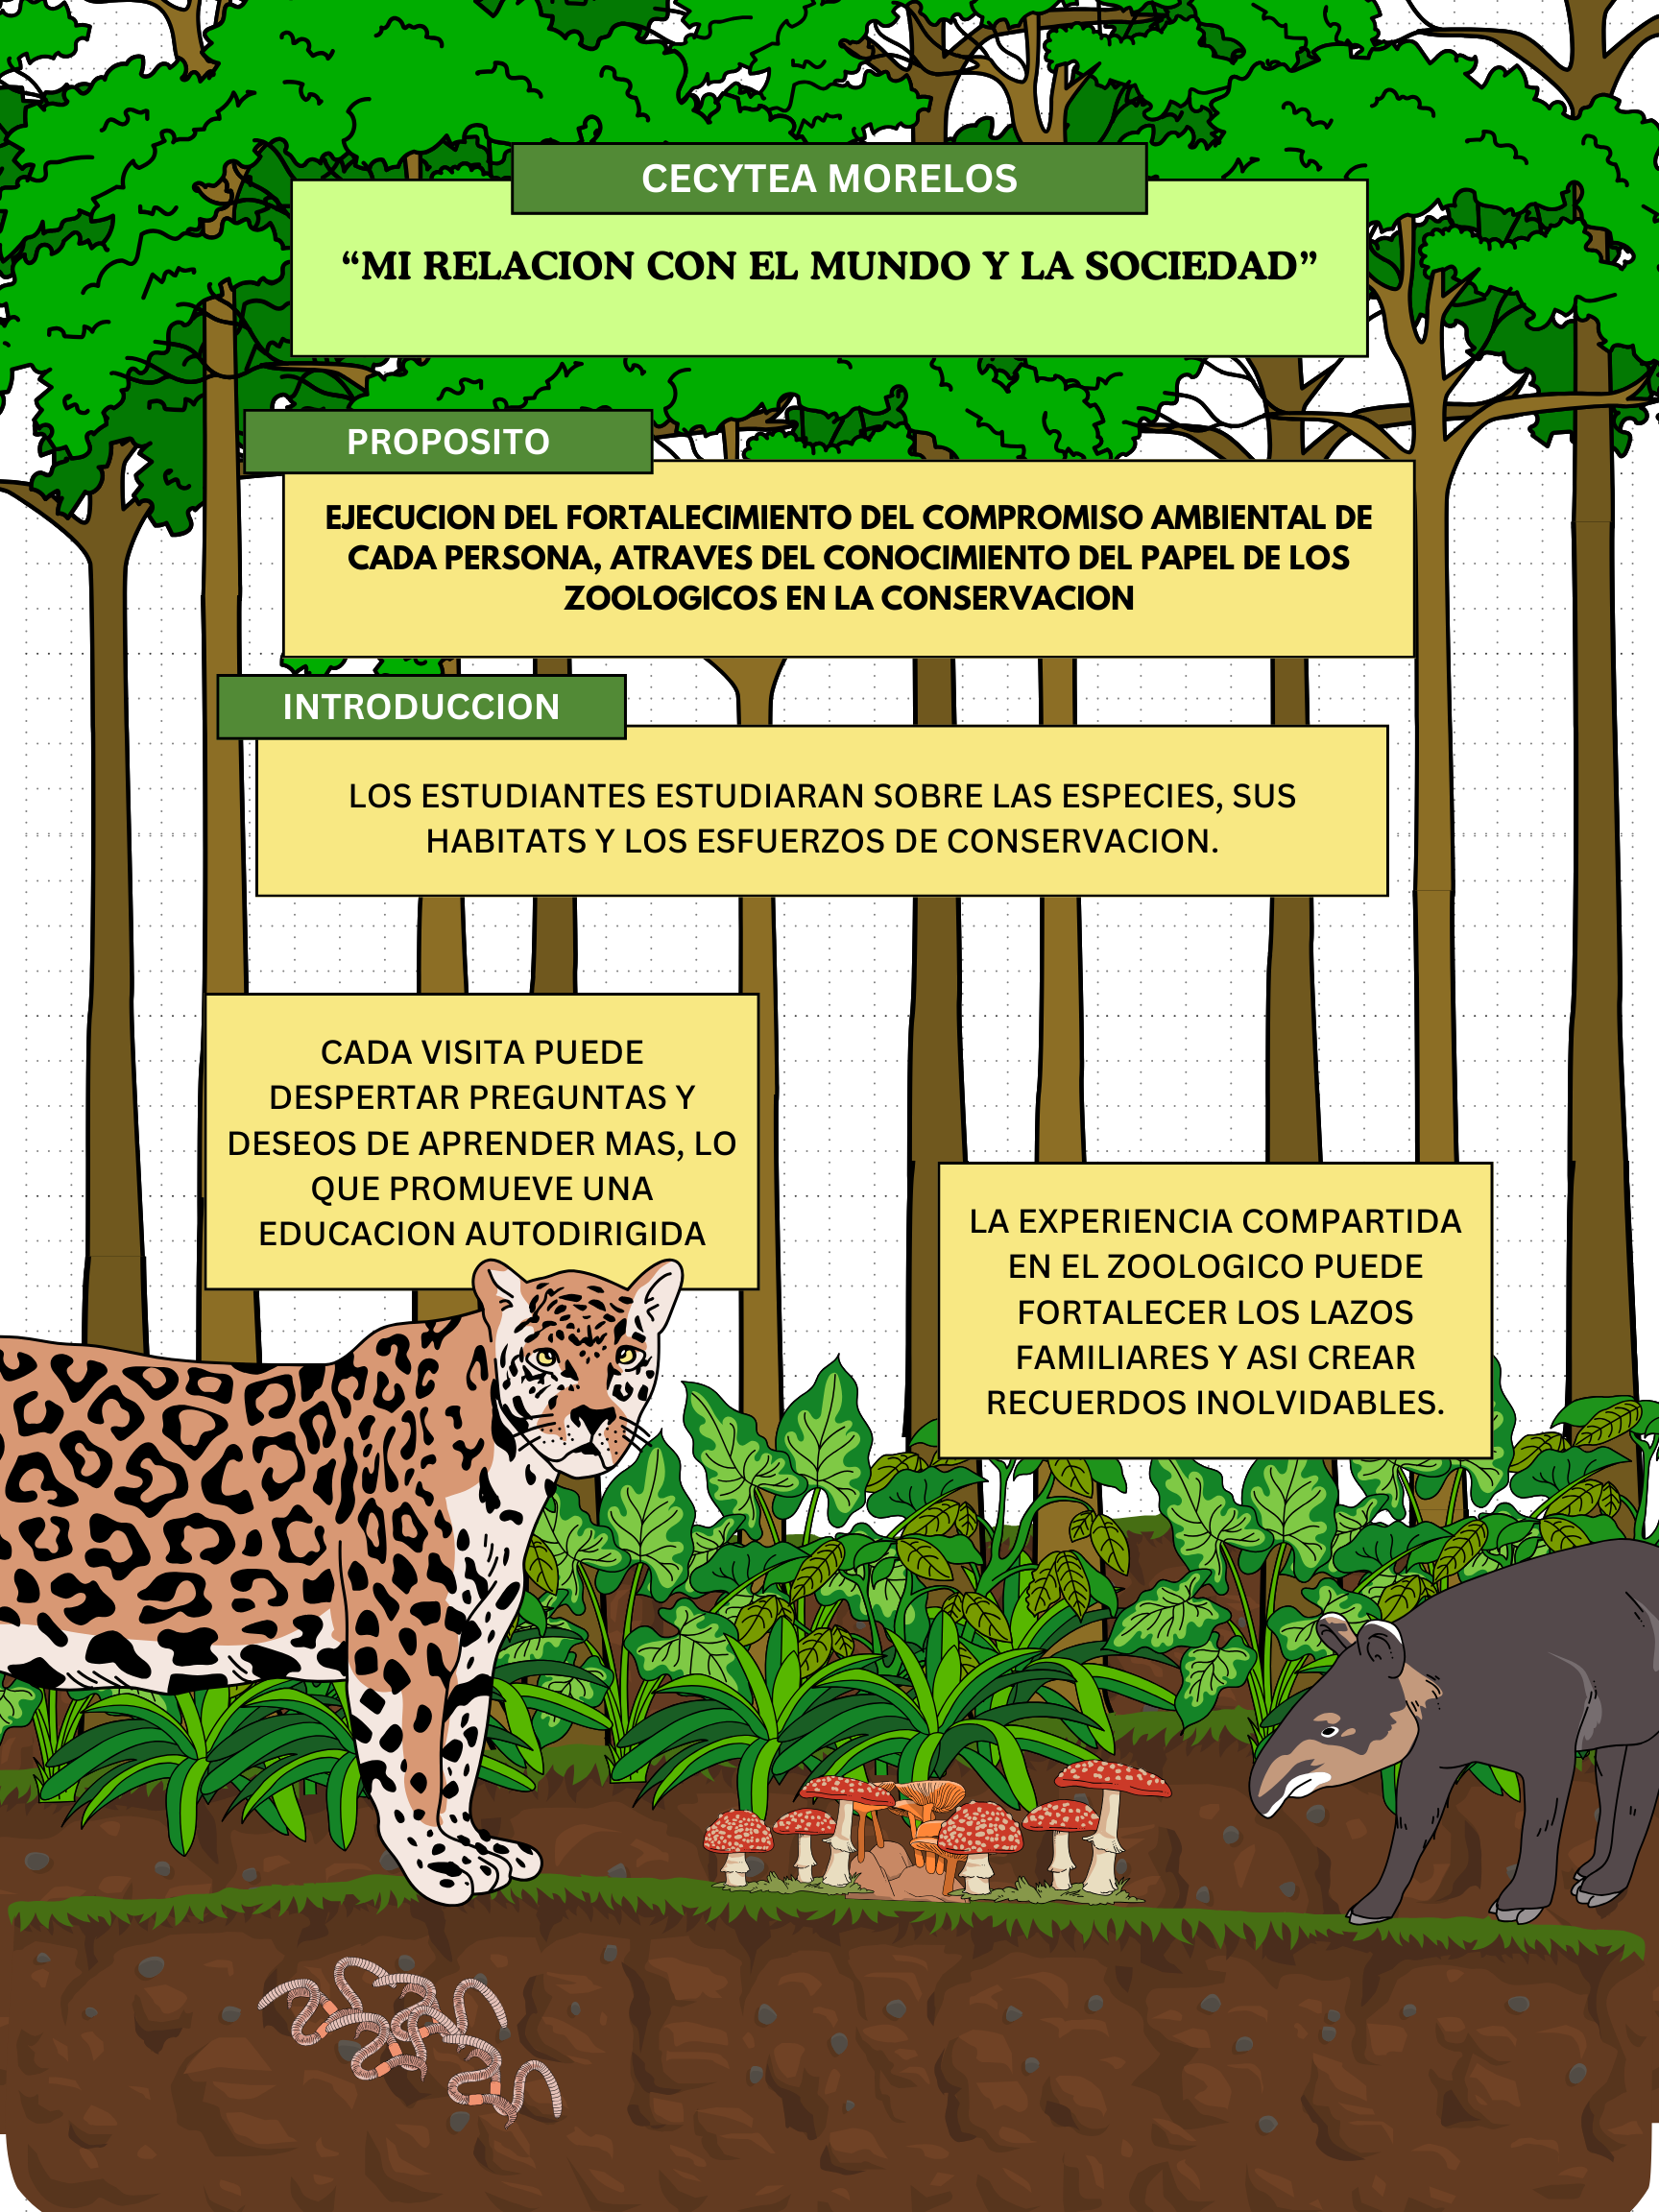 CECYTEA MORELOS
“MI RELACION CON EL MUNDO Y LA SOCIEDAD”
PROPOSITO
EJECUCION DEL FORTALECIMIENTO DEL COMPROMISO AMBIENTAL DE
CADA PERSONA, ATRAVES DEL CONOCIMIENTO DEL PAPEL DE LOS
ZOOLOGICOS EN LA CONSERVACION
INTRODUCCION
LOS ESTUDIANTES ESTUDIARAN SOBRE LAS ESPECIES, SUS
HABITATS Y LOS ESFUERZOS DE CONSERVACION.
CADA VISITA PUEDE
DESPERTAR PREGUNTAS Y
DESEOS DE APRENDER MAS, LO
QUE PROMUEVE UNA
EDUCACION AUTODIRIGIDA
LA EXPERIENCIA COMPARTIDA
EN EL ZOOLOGICO PUEDE
FORTALECER LOS LAZOS
FAMILIARES Y ASI CREAR
RECUERDOS INOLVIDABLES.